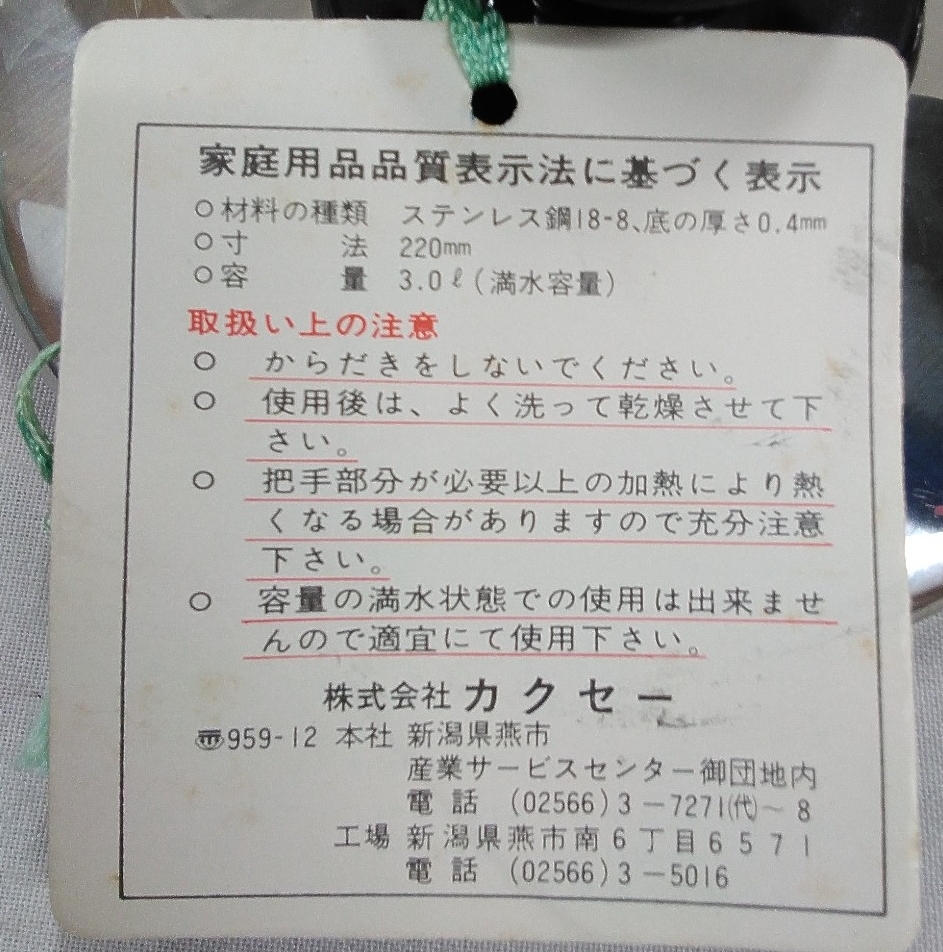 家庭用品品質表示法に基づく表示
○材料の種類 ステンレス鋼18-8、底の厚さ0.4mm
○寸法 220mm
○容量 3.0ℓ(満水容量)
取扱い上の注意
○ からだきをしないでください。
○ 使用後は、よく洗って乾燥させて下
さい。
○ 把手部分が必要以上の加熱により熱
くなる場合がありますので充分注意
下さい。
○ 容量の満水状態での使用は出来ませ
んので適宜にて使用下さい。
株式会社カクセー
〠959-12 本社 新潟県燕市
産業サービスセンター御団地内
電話 (02566)3-7271(代)~8
工場 新潟県燕市南6丁目6571
電話 (02566)3-5016